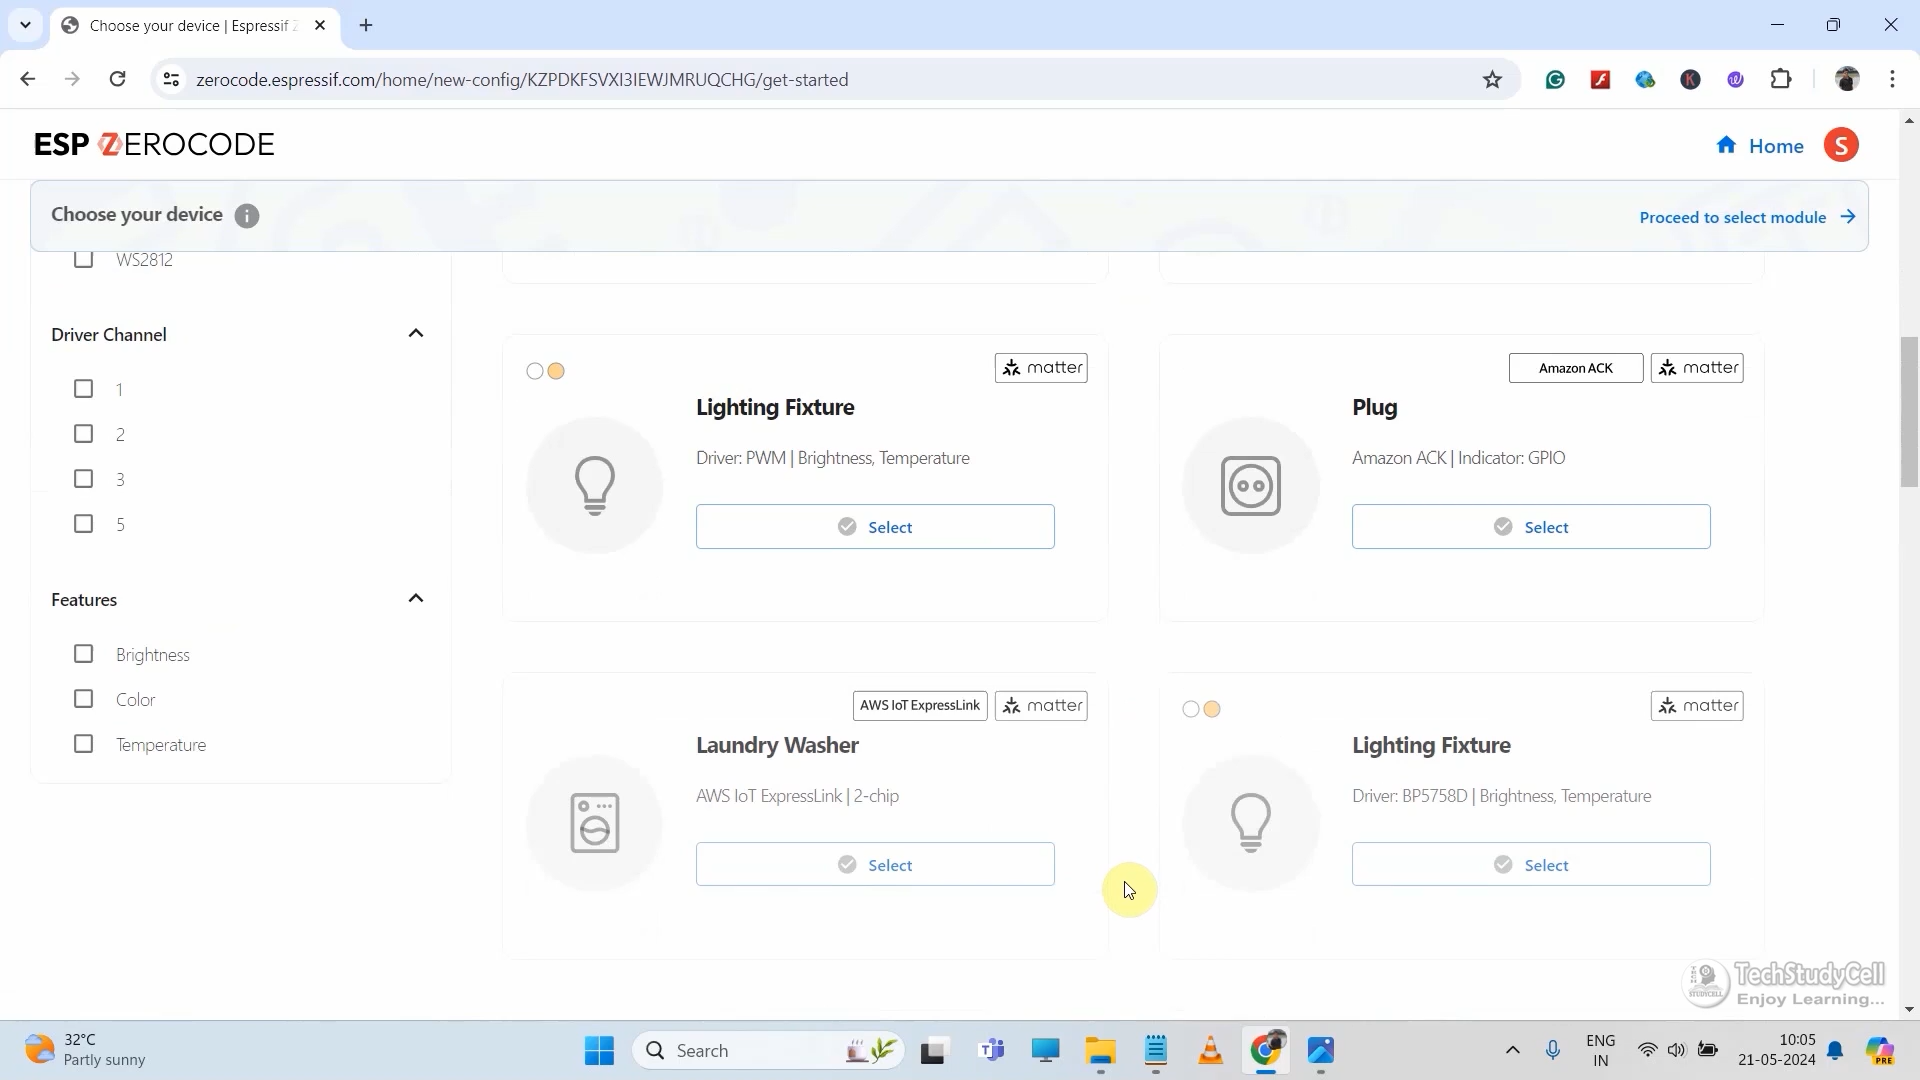 Choose your device | Espressif Z
zerocode.espressif.com/home/new-config/KZPDKFSVXI3IEWJMRUQCHG/get-started
ESP ZEROCODE
Home
S
Choose your device
Proceed to select module
WS2812
Driver Channel
1
2
3
5
Features
Brightness
Color
Temperature
matter
Lighting Fixture
Driver: PWM | Brightness, Temperature
Select
Amazon ACK
matter
Plug
Amazon ACK | Indicator: GPIO
Select
AWS IoT ExpressLink
matter
Laundry Washer
AWS IoT ExpressLink | 2-chip
Select
matter
Lighting Fixture
Driver: BP5758D | Brightness, Temperature
Select
TechStudyCell
Enjoy Learning...
32°C
Partly sunny
Search
ENG
IN
10:05
21-05-2024
PRE